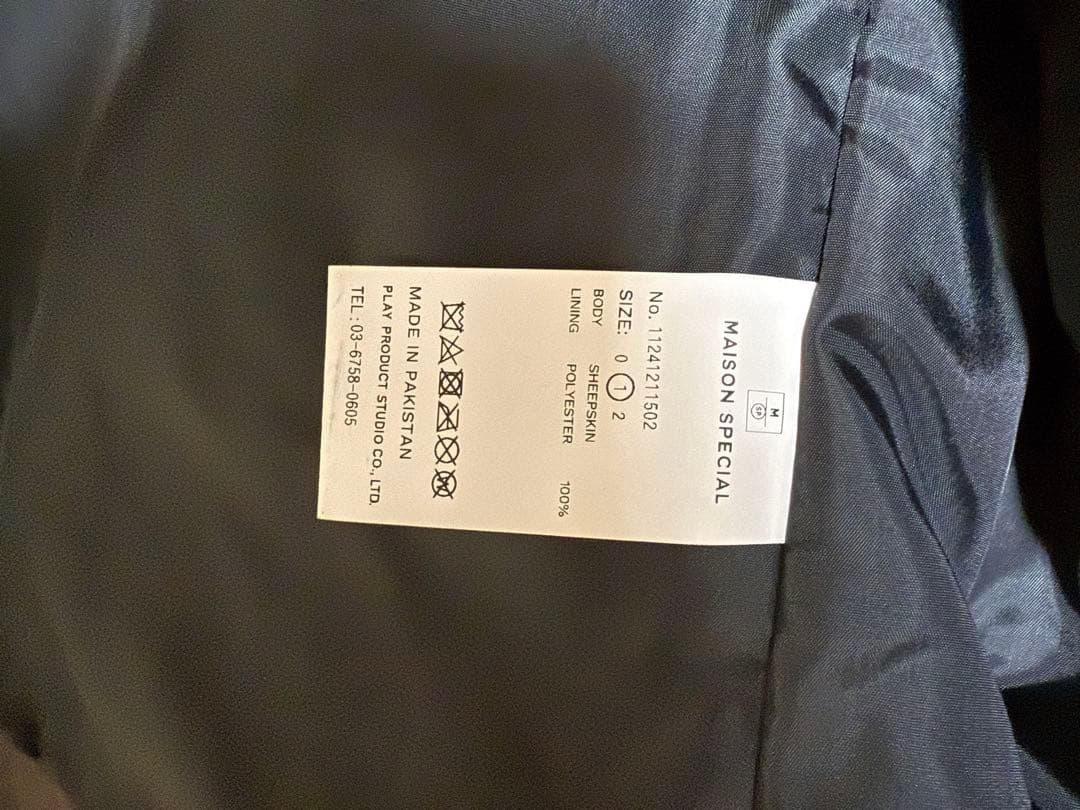 M
SP
MAISON SPECIAL
No. 11241211502
SIZE: 0 1 2
BODY SHEEPSKIN
LINING POLYESTER 100%
MADE IN PAKISTAN
PLAY PRODUCT STUDIO CO., LTD.
TEL : 03-6758-0605